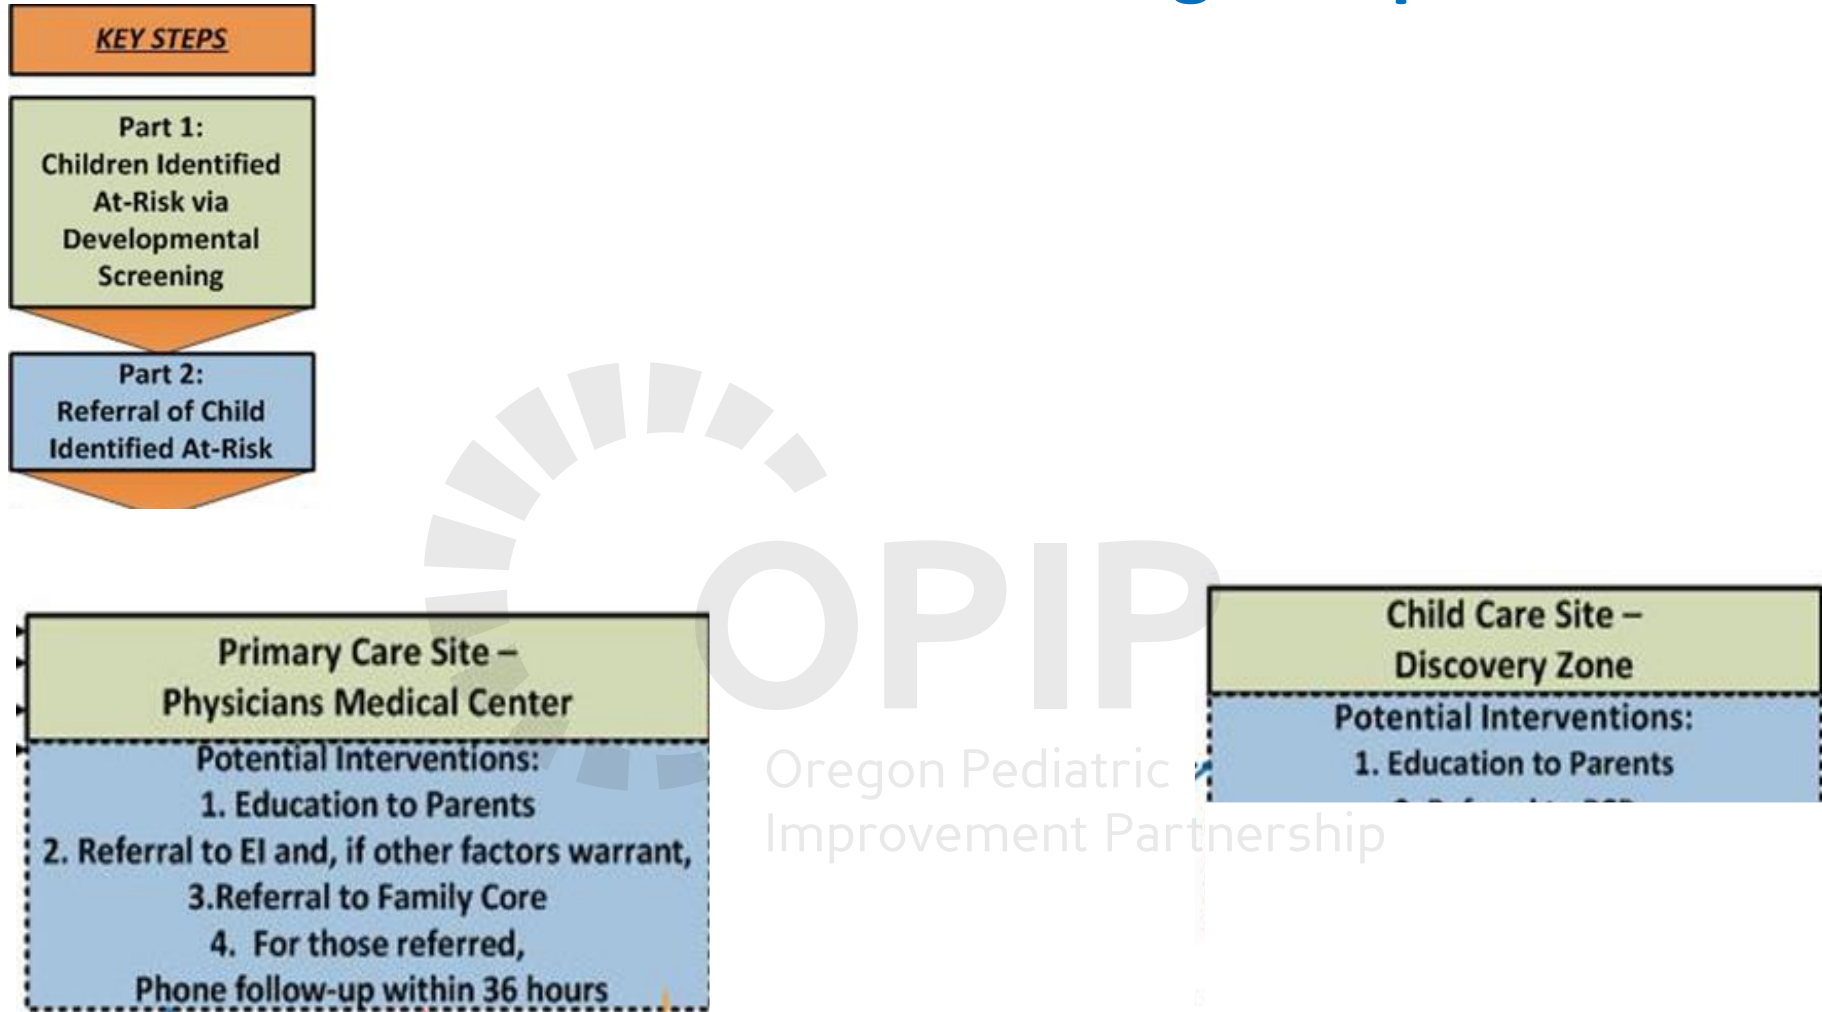 KEY STEPS
Part 1:
Children Identified
At-Risk via
Developmental
Screening
Part 2:
Referral of Child
Identified At-Risk
OPIP
Oregon Pediatric
Improvement Partnership
Primary Care Site –
Physicians Medical Center
Potential Interventions:
1. Education to Parents
2. Referral to EI and, if other factors warrant,
3.Referral to Family Core
4. For those referred,
Phone follow-up within 36 hours
Child Care Site –
Discovery Zone
Potential Interventions:
1. Education to Parents